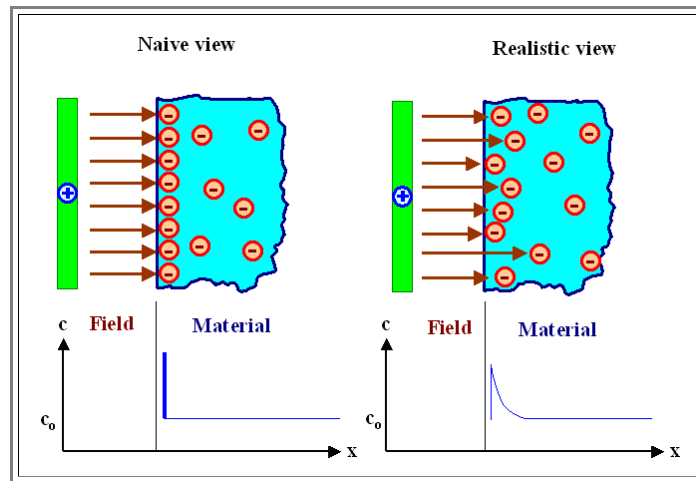 Naive view
Realistic view
c
Field
Material
c₀
x
c
Field
Material
c₀
x